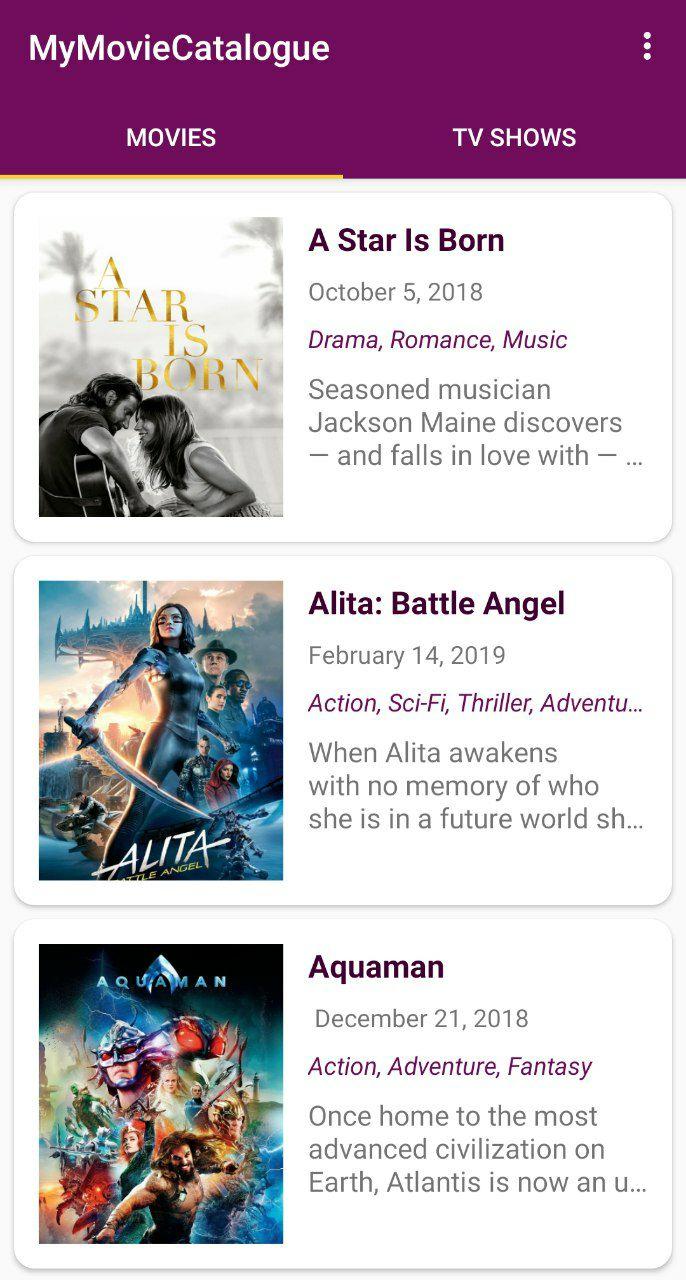 MyMovieCatalogue
MOVIES
TV SHOWS
A
STAR
IS
BORN
A Star Is Born
October 5, 2018
Drama, Romance, Music
Seasoned musician
Jackson Maine discovers
— and falls in love with — …
ALITA
BATTLE ANGEL
Alita: Battle Angel
February 14, 2019
Action, Sci-Fi, Thriller, Adventu…
When Alita awakens
with no memory of who
she is in a future world sh…
AQUAMAN
Aquaman
December 21, 2018
Action, Adventure, Fantasy
Once home to the most
advanced civilization on
Earth, Atlantis is now an u…